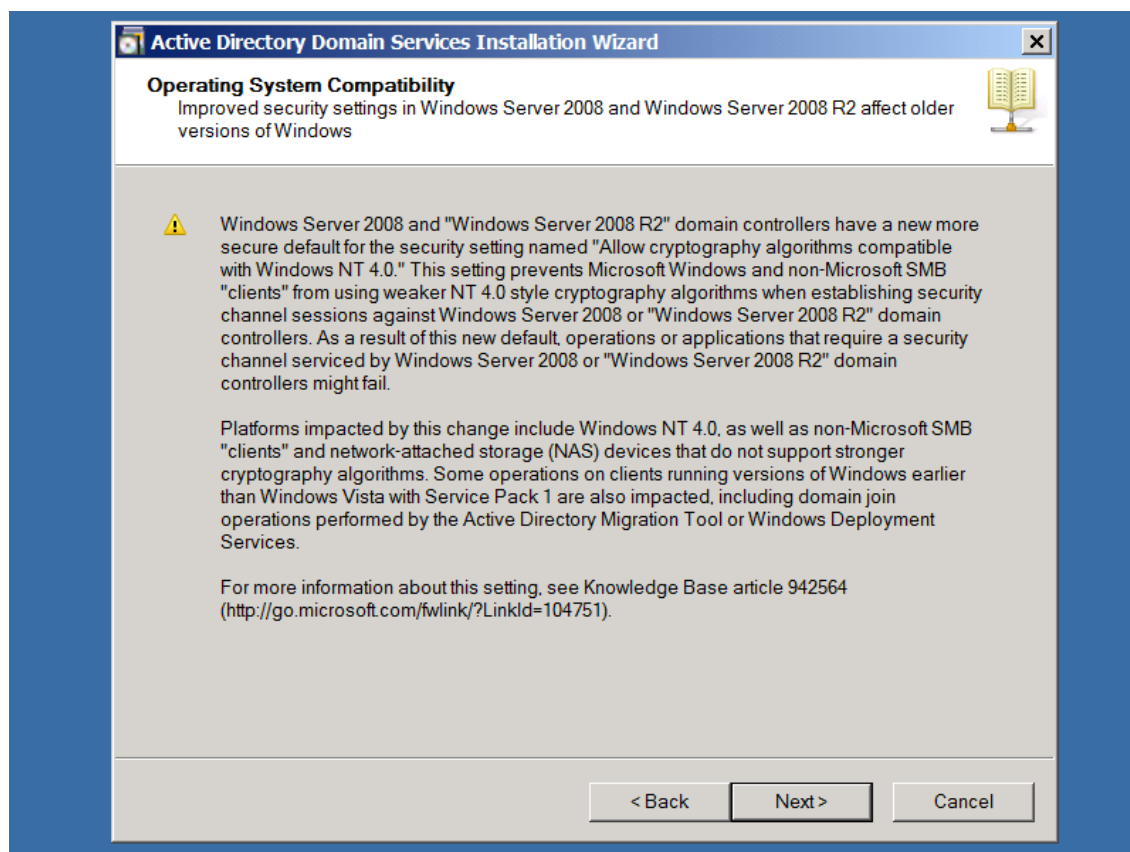 Active Directory Domain Services Installation Wizard
Operating System Compatibility
Improved security settings in Windows Server 2008 and Windows Server 2008 R2 affect older
versions of Windows
Windows Server 2008 and "Windows Server 2008 R2" domain controllers have a new more
secure default for the security setting named "Allow cryptography algorithms compatible
with Windows NT 4.0." This setting prevents Microsoft Windows and non-Microsoft SMB
"clients" from using weaker NT 4.0 style cryptography algorithms when establishing security
channel sessions against Windows Server 2008 or "Windows Server 2008 R2" domain
controllers. As a result of this new default, operations or applications that require a security
channel serviced by Windows Server 2008 or "Windows Server 2008 R2" domain
controllers might fail.
Platforms impacted by this change include Windows NT 4.0, as well as non-Microsoft SMB
"clients" and network-attached storage (NAS) devices that do not support stronger
cryptography algorithms. Some operations on clients running versions of Windows earlier
than Windows Vista with Service Pack 1 are also impacted, including domain join
operations performed by the Active Directory Migration Tool or Windows Deployment
Services.
For more information about this setting, see Knowledge Base article 942564
(http://go.microsoft.com/fwlink/?LinkId=104751).
< Back Next > Cancel